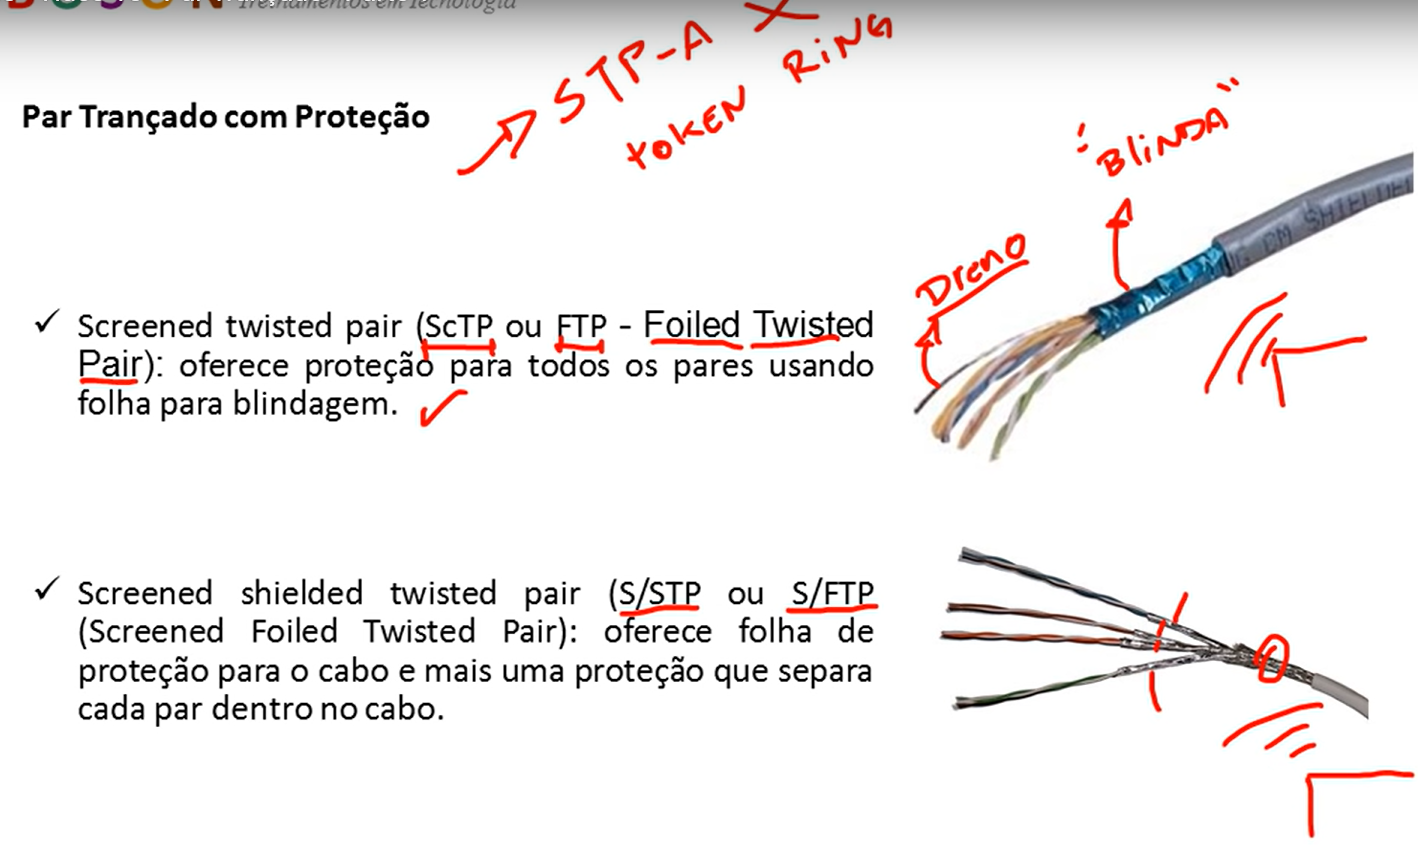 Treinamentos em Tecnologia
STP-A X
TOKEN RiNG
Par Trançado com Proteção
"BliNDA"
CM SHIELDE
Dreno
✓ Screened twisted pair (ScTP ou FTP - Foiled Twisted
Pair): oferece proteção para todos os pares usando
folha para blindagem.
✓ Screened shielded twisted pair (S/STP ou S/FTP
(Screened Foiled Twisted Pair): oferece folha de
proteção para o cabo e mais uma proteção que separa
cada par dentro no cabo.